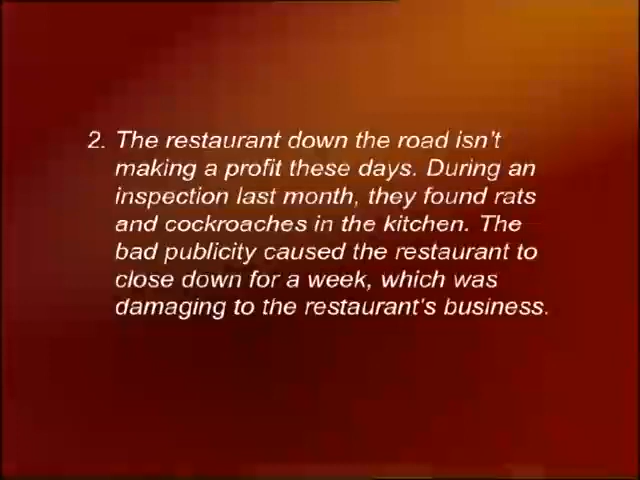 2. The restaurant down the road isn't
making a profit these days. During an
inspection last month, they found rats
and cockroaches in the kitchen. The
bad publicity caused the restaurant to
close down for a week, which was
damaging to the restaurant's business.